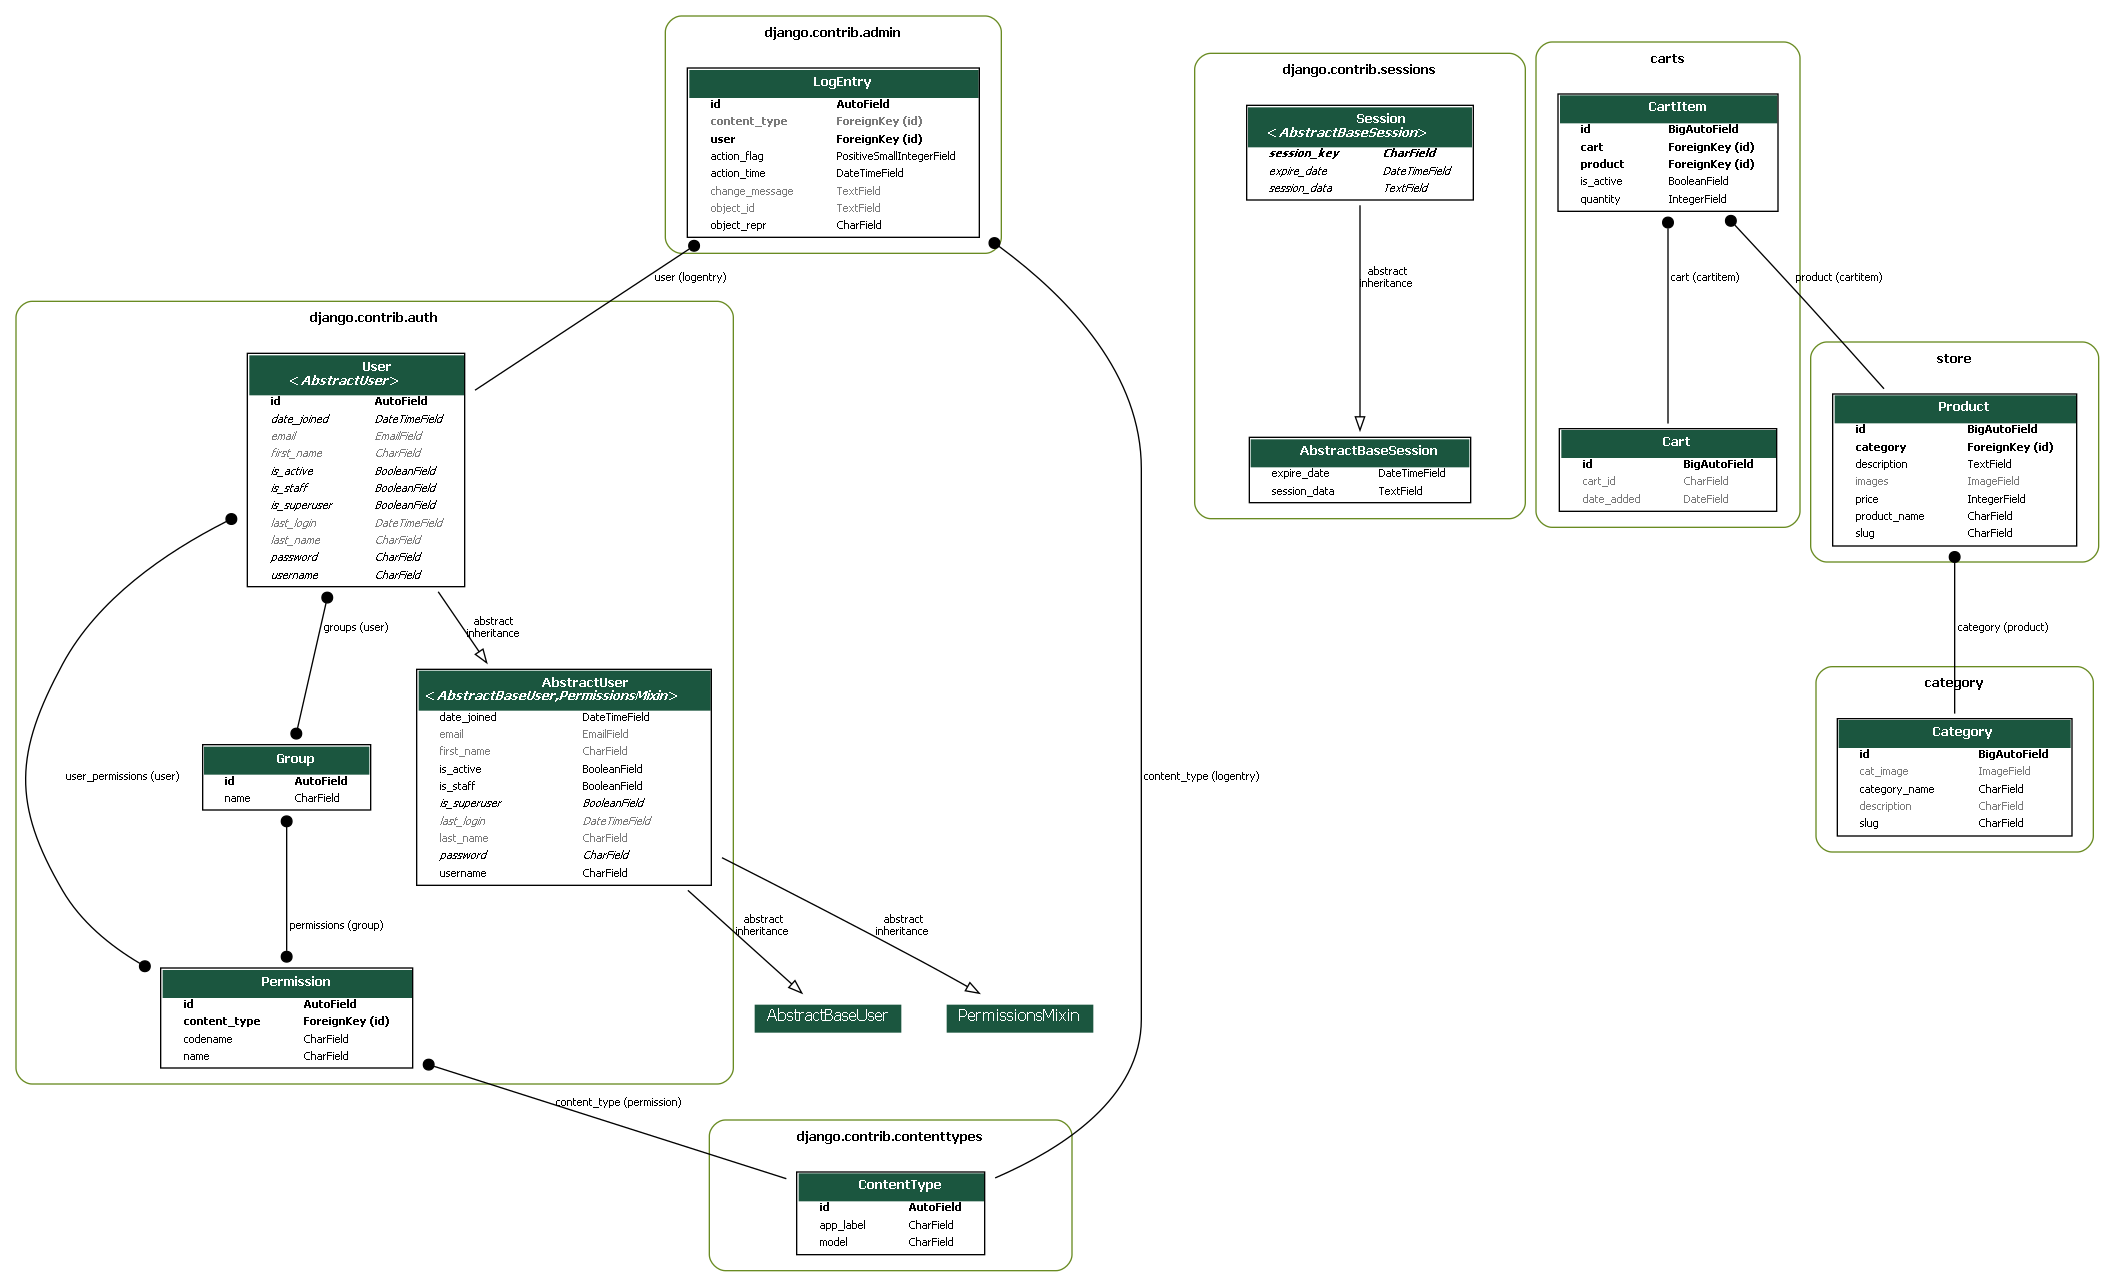 django.contrib.admin
LogEntry
id AutoField
content_type ForeignKey (id)
user ForeignKey (id)
action_flag PositiveSmallIntegerField
action_time DateTimeField
change_message TextField
object_id TextField
object_repr CharField
user (logentry)
django.contrib.auth
User
<AbstractUser>
id AutoField
date_joined DateTimeField
email EmailField
first_name CharField
is_active BooleanField
is_staff BooleanField
is_superuser BooleanField
last_login DateTimeField
last_name CharField
password CharField
username CharField
groups (user)
abstract
inheritance
AbstractUser
<AbstractBaseUser,PermissionsMixin>
date_joined DateTimeField
email EmailField
first_name CharField
is_active BooleanField
is_staff BooleanField
is_superuser BooleanField
last_login DateTimeField
last_name CharField
password CharField
username CharField
user_permissions (user)
Group
id AutoField
name CharField
permissions (group)
Permission
id AutoField
content_type ForeignKey (id)
codename CharField
name CharField
abstract
inheritance
abstract
inheritance
AbstractBaseUser
PermissionsMixin
content_type (logentry)
content_type (permission)
django.contrib.contenttypes
ContentType
id AutoField
app_label CharField
model CharField
django.contrib.sessions
Session
<AbstractBaseSession>
session_key CharField
expire_date DateTimeField
session_data TextField
abstract
inheritance
AbstractBaseSession
expire_date DateTimeField
session_data TextField
carts
CartItem
id BigAutoField
cart ForeignKey (id)
product ForeignKey (id)
is_active BooleanField
quantity IntegerField
cart (cartitem)
product (cartitem)
Cart
id BigAutoField
cart_id CharField
date_added DateField
store
Product
id BigAutoField
category ForeignKey (id)
description TextField
images ImageField
price IntegerField
product_name CharField
slug CharField
category (product)
category
Category
id BigAutoField
cat_image ImageField
category_name CharField
description CharField
slug CharField